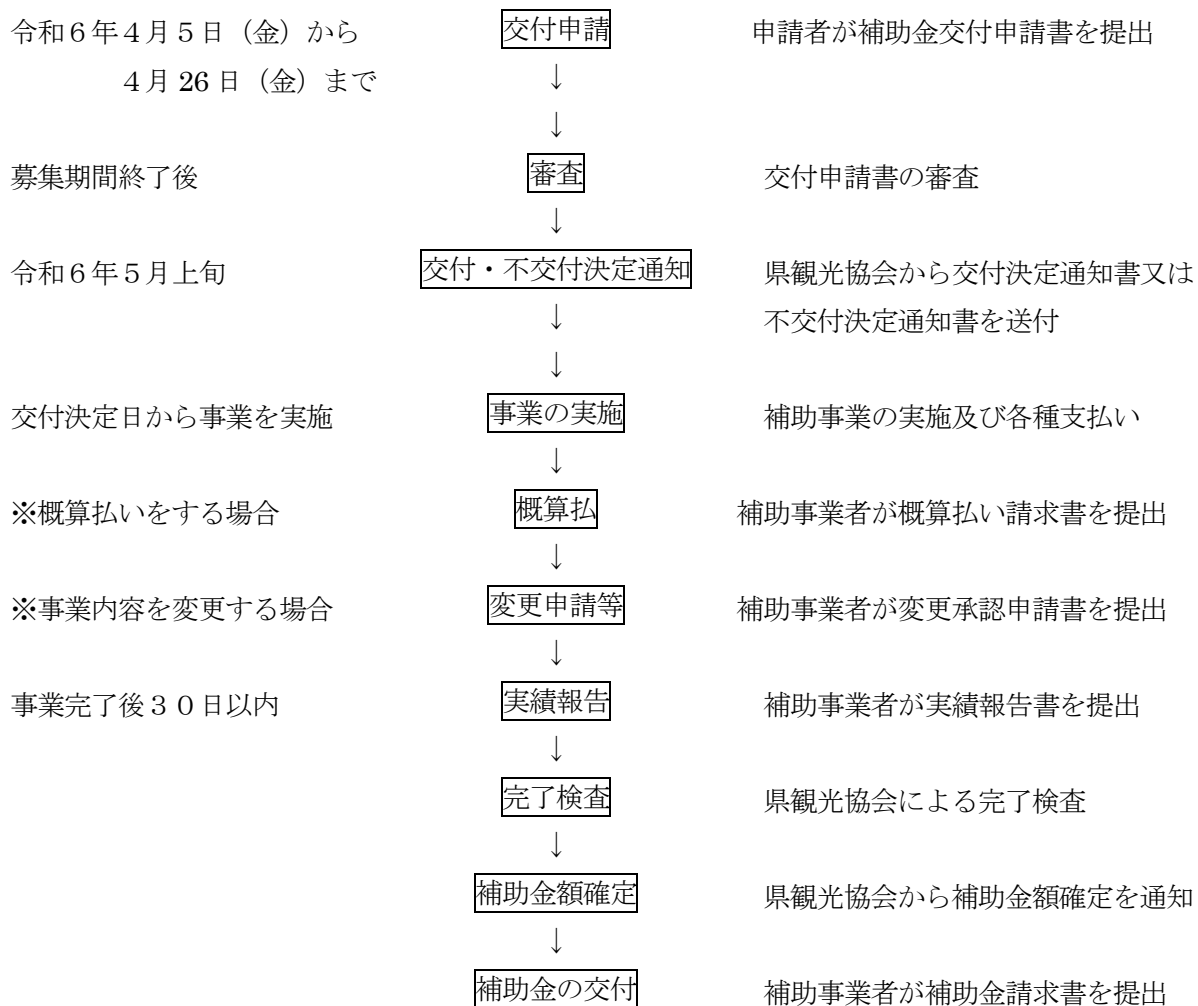 令和６年４月５日（金）から 交付申請 申請者が補助金交付申請書を提出
４月 26 日（金）まで ↓
↓
募集期間終了後 審査 交付申請書の審査
↓
令和６年５月上旬 交付・不交付決定通知 県観光協会から交付決定通知書又は
↓ 不交付決定通知書を送付
↓
交付決定日から事業を実施 事業の実施 補助事業の実施及び各種支払い
↓
※概算払いをする場合 概算払 補助事業者が概算払い請求書を提出
↓
※事業内容を変更する場合 変更申請等 補助事業者が変更承認申請書を提出
↓
事業完了後３０日以内 実績報告 補助事業者が実績報告書を提出
↓
完了検査 県観光協会による完了検査
↓
補助金額確定 県観光協会から補助金額確定を通知
↓
補助金の交付 補助事業者が補助金請求書を提出